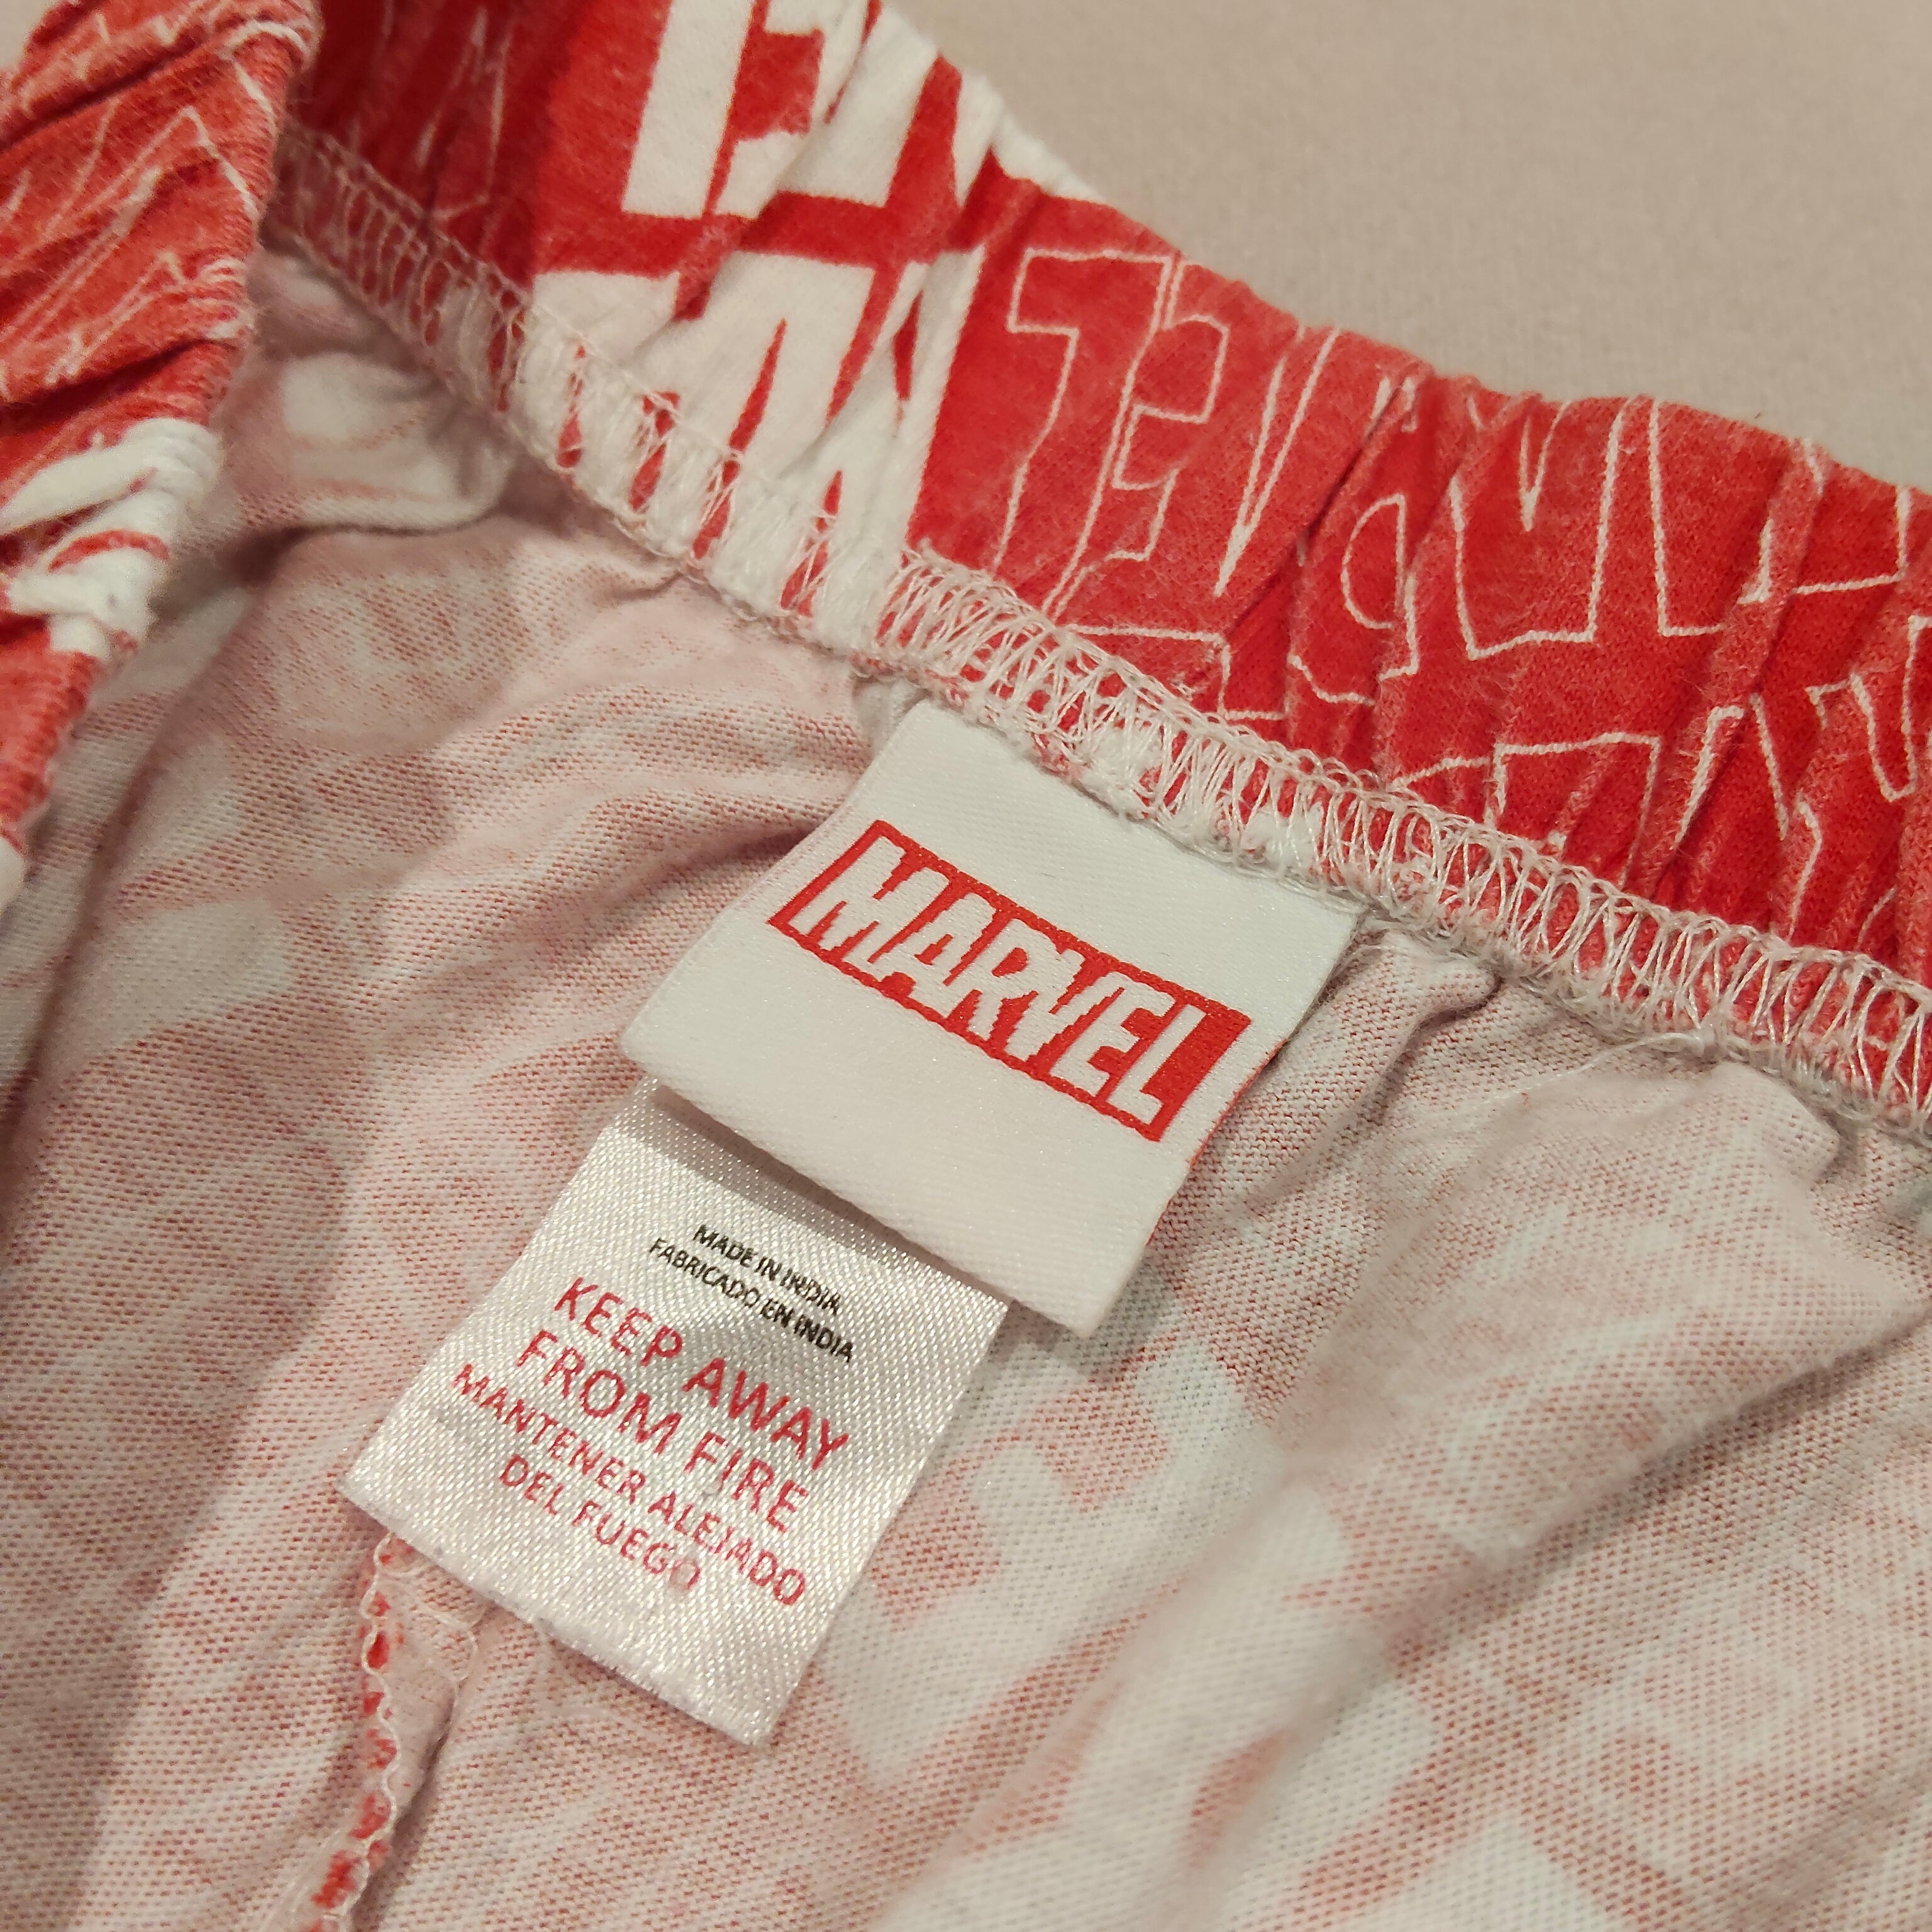 MARVEL
MADE IN INDIA
FABRICADO EN INDIA
KEEP AWAY
FROM FIRE
MANTENER ALEJADO
DEL FUEGO